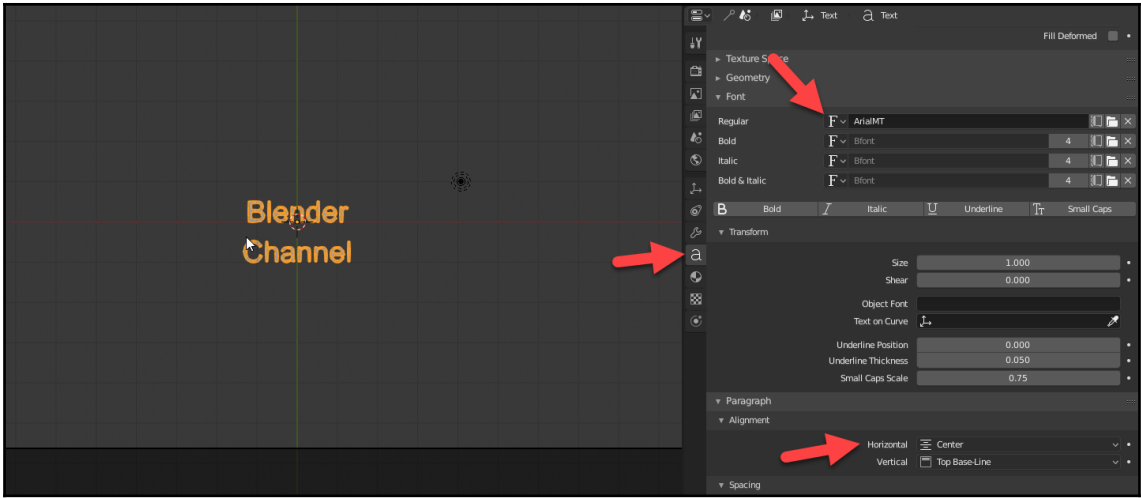 Text Text
Fill Deformed
Texture Space
Geometry
Font
Regular F ArialMT
Bold F Bfont 4
Italic F Bfont 4
Bold & Italic F Bfont 4
B Bold I Italic U Underline Tт Small Caps
Transform
Size 1.000
Shear 0.000
Object Font
Text on Curve
Underline Position 0.000
Underline Thickness 0.050
Small Caps Scale 0.75
Paragraph
Alignment
Horizontal Center
Vertical Top Base-Line
Spacing
Blender
Channel